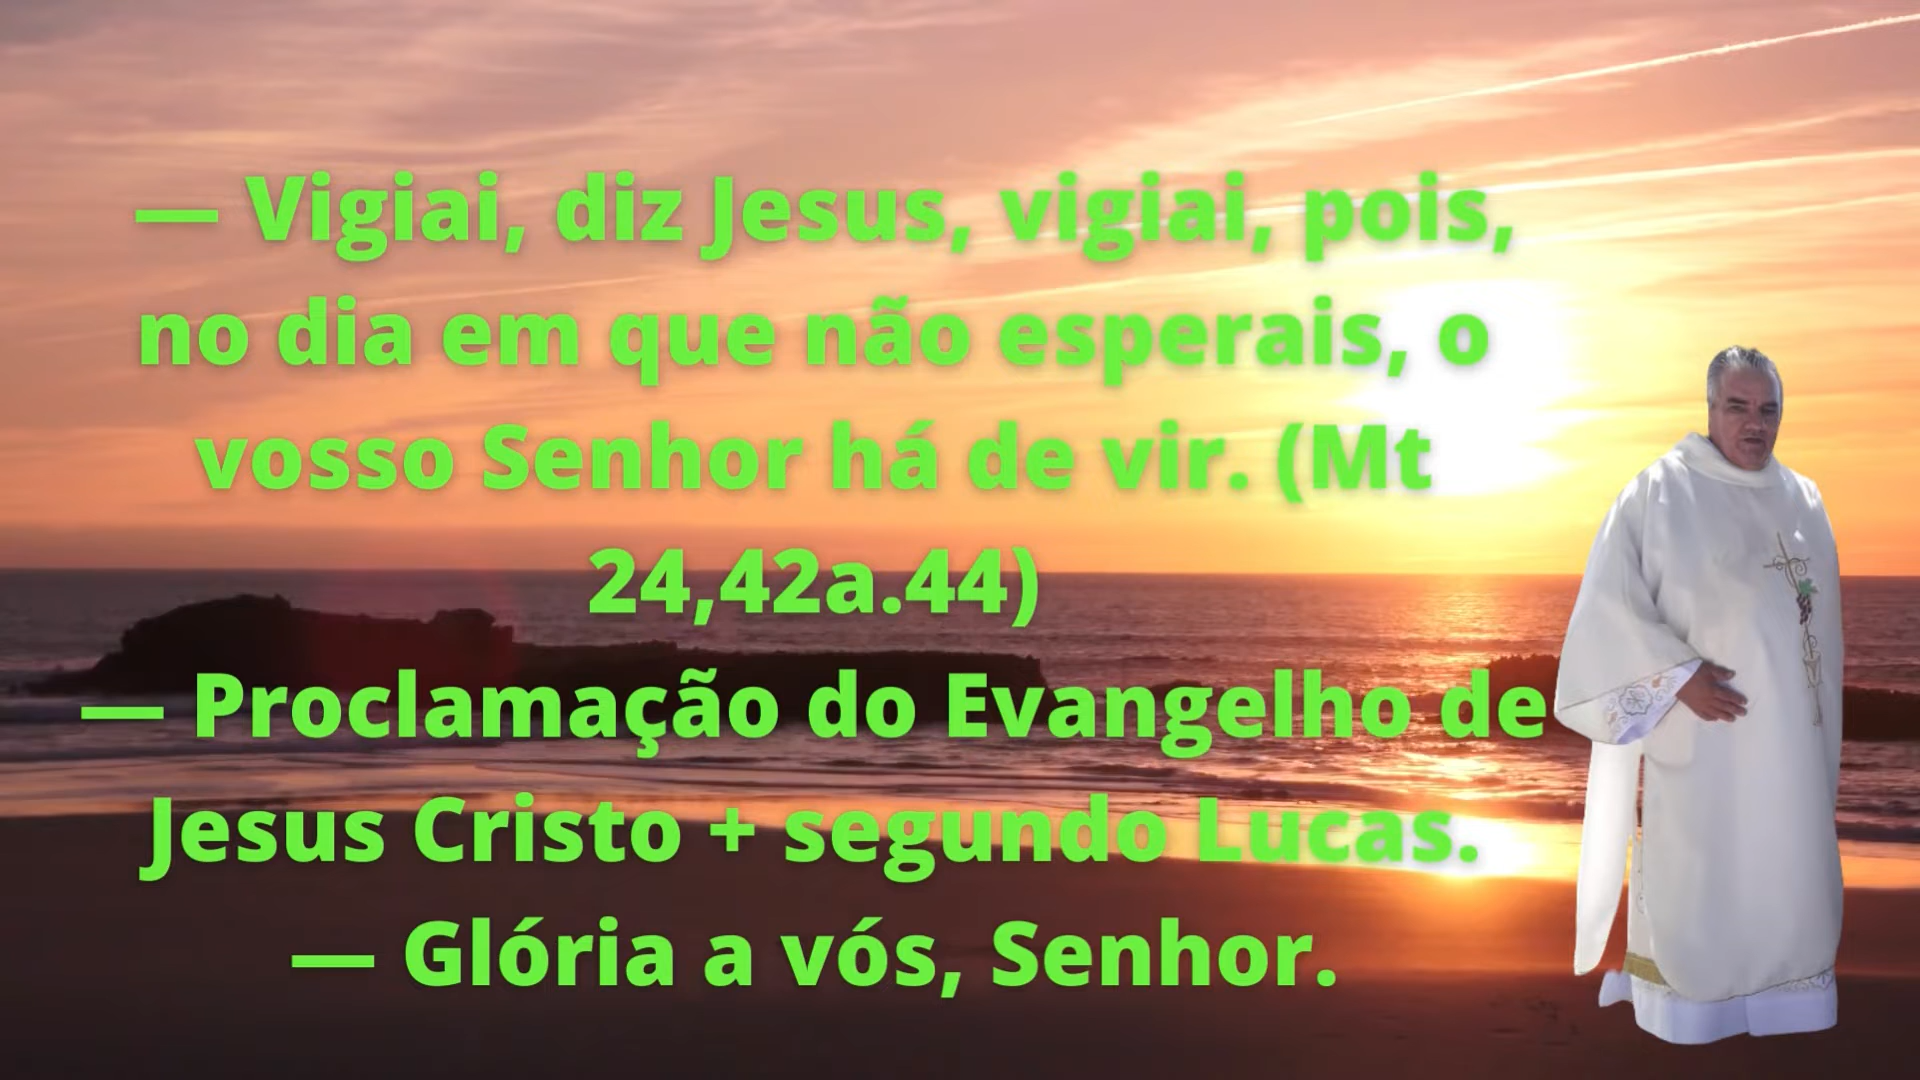 — Vigiai, diz Jesus, vigiai, pois,
no dia em que não esperais, o
vosso Senhor há de vir. (Mt
24,42a.44)
— Proclamação do Evangelho de
Jesus Cristo + segundo Lucas.
— Glória a vós, Senhor.